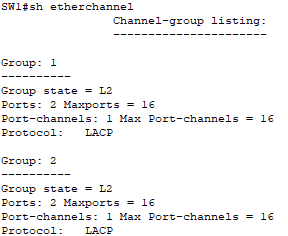 SW1#sh etherchannel
Channel-group listing:
----------------------
Group: 1
----------
Group state = L2
Ports: 2 Maxports = 16
Port-channels: 1 Max Port-channels = 16
Protocol:   LACP
Group: 2
----------
Group state = L2
Ports: 2 Maxports = 16
Port-channels: 1 Max Port-channels = 16
Protocol:   LACP